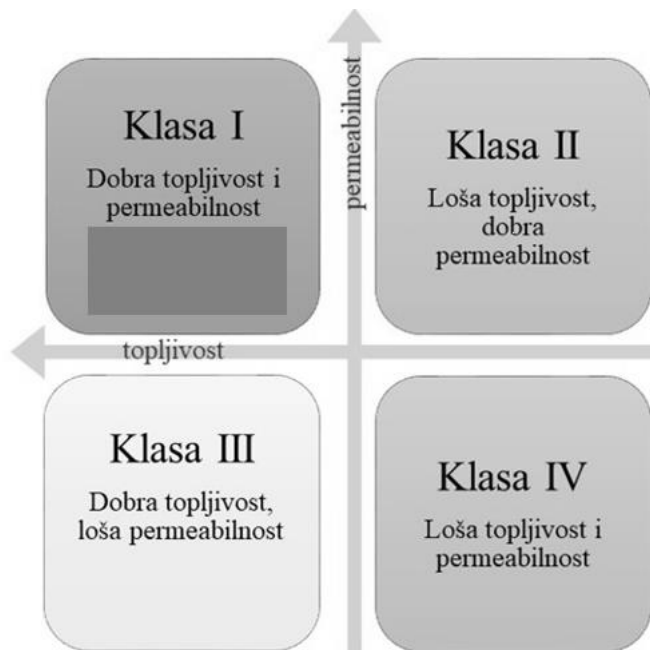 Klasa I
Dobra topljivost i
permeabilnost
permeabilnost
Klasa II
Loša topljivost,
dobra
permeabilnost
topljivost
Klasa III
Dobra topljivost,
loša permeabilnost
Klasa IV
Loša topljivost i
permeabilnost